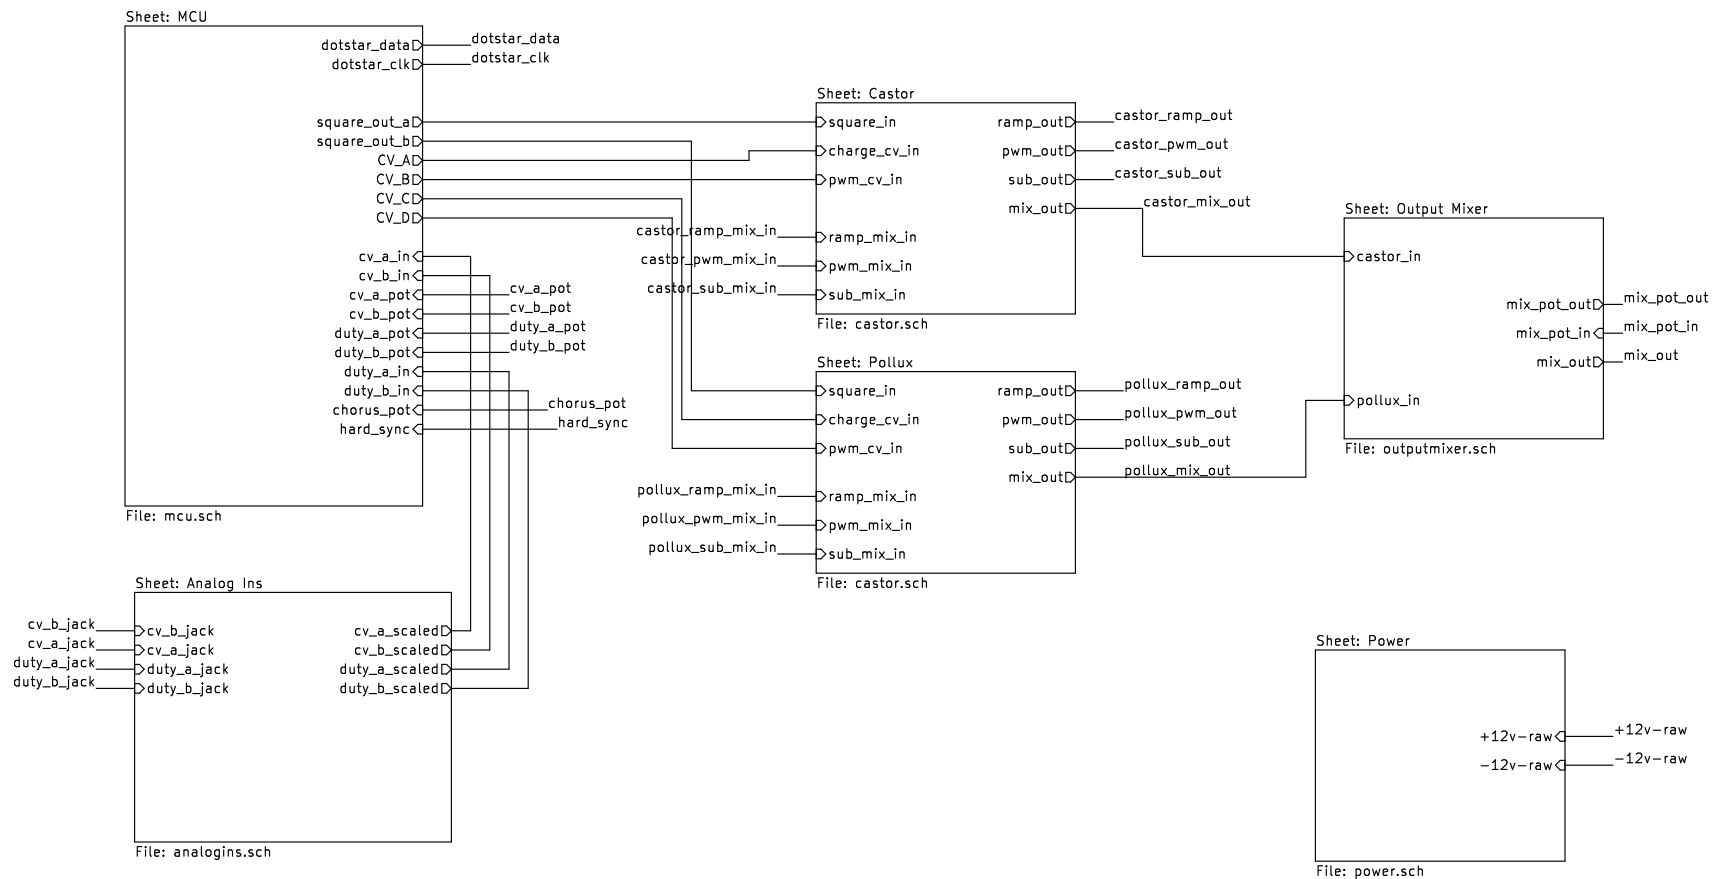 Sheet: MCU
dotstar_data
dotstar_data
dotstar_clk
dotstar_clk
square_out_a
square_out_b
CV_A
CV_B
CV_C
CV_D
cv_a_in
cv_b_in
cv_a_pot
cv_a_pot
cv_b_pot
cv_b_pot
duty_a_pot
duty_a_pot
duty_b_pot
duty_b_pot
duty_a_in
duty_b_in
chorus_pot
chorus_pot
hard_sync
hard_sync
File: mcu.sch
Sheet: Analog Ins
cv_b_jack
cv_b_jack
cv_a_scaled
cv_a_jack
cv_a_jack
cv_b_scaled
duty_a_jack
duty_a_jack
duty_a_scaled
duty_b_jack
duty_b_jack
duty_b_scaled
File: analogins.sch
Sheet: Castor
square_in
ramp_out
castor_ramp_out
charge_cv_in
pwm_out
castor_pwm_out
pwm_cv_in
sub_out
castor_sub_out
mix_out
castor_mix_out
castor_ramp_mix_in
ramp_mix_in
castor_pwm_mix_in
pwm_mix_in
castor_sub_mix_in
sub_mix_in
File: castor.sch
Sheet: Pollux
square_in
ramp_out
pollux_ramp_out
charge_cv_in
pwm_out
pollux_pwm_out
pwm_cv_in
sub_out
pollux_sub_out
mix_out
pollux_mix_out
pollux_ramp_mix_in
ramp_mix_in
pollux_pwm_mix_in
pwm_mix_in
pollux_sub_mix_in
sub_mix_in
File: castor.sch
Sheet: Output Mixer
castor_in
mix_pot_out
mix_pot_out
mix_pot_in
mix_pot_in
mix_out
mix_out
pollux_in
File: outputmixer.sch
Sheet: Power
+12v-raw
+12v-raw
-12v-raw
-12v-raw
File: power.sch